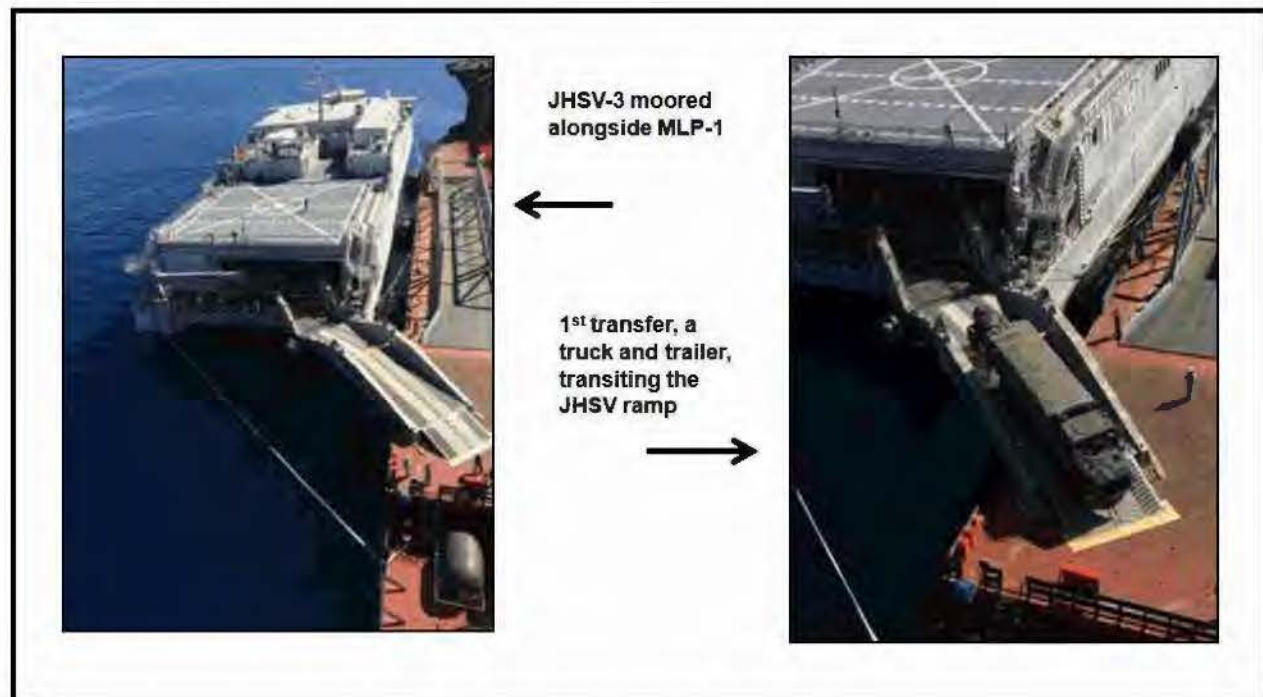 JHSV-3 moored
alongside MLP-1
1st transfer, a
truck and trailer,
transiting the
JHSV ramp